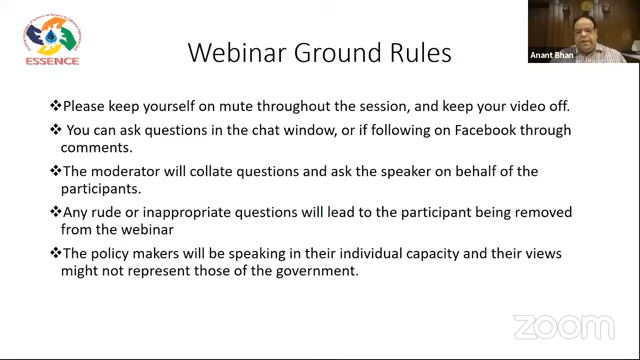 ESSENCE
Webinar Ground Rules
Anant Bhan
❖Please keep yourself on mute throughout the session, and keep your video off.
❖ You can ask questions in the chat window, or if following on Facebook through
comments.
❖The moderator will collate questions and ask the speaker on behalf of the
participants.
❖Any rude or inappropriate questions will lead to the participant being removed
from the webinar
❖The policy makers will be speaking in their individual capacity and their views
might not represent those of the government.
zoom